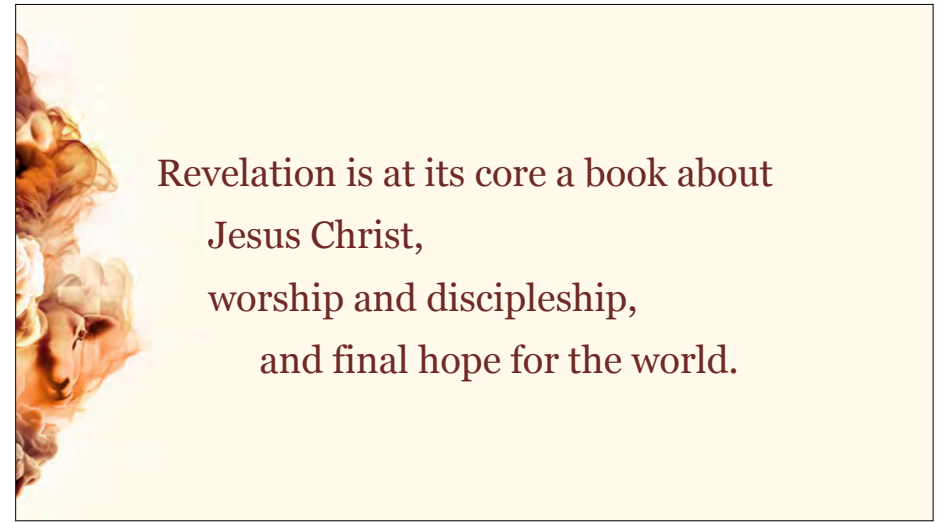 Revelation is at its core a book about
Jesus Christ,
worship and discipleship,
and final hope for the world.